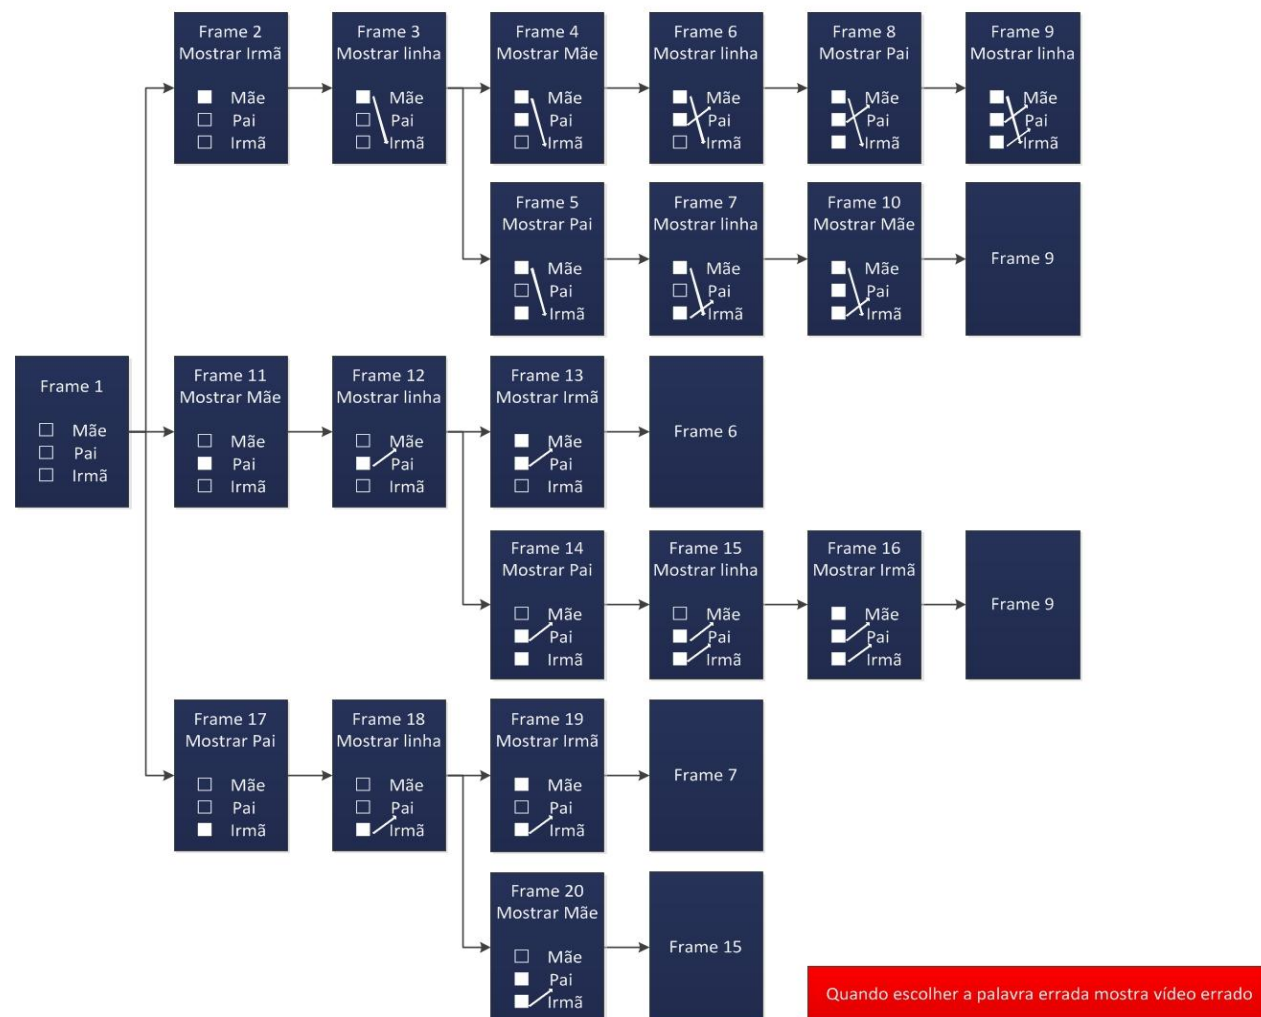 Frame 2
Mostrar Irmã
Mãe
Pai
Irmã
Frame 3
Mostrar linha
Mãe
Pai
Irmã
Frame 4
Mostrar Mãe
Mãe
Pai
Irmã
Frame 6
Mostrar linha
Mãe
Pai
Irmã
Frame 8
Mostrar Pai
Mãe
Pai
Irmã
Frame 9
Mostrar linha
Mãe
Pai
Irmã
Frame 5
Mostrar Pai
Mãe
Pai
Irmã
Frame 7
Mostrar linha
Mãe
Pai
Irmã
Frame 10
Mostrar Mãe
Mãe
Pai
Irmã
Frame 9
Frame 1
Mãe
Pai
Irmã
Frame 11
Mostrar Mãe
Mãe
Pai
Irmã
Frame 12
Mostrar linha
Mãe
Pai
Irmã
Frame 13
Mostrar Irmã
Mãe
Pai
Irmã
Frame 6
Frame 14
Mostrar Pai
Mãe
Pai
Irmã
Frame 15
Mostrar linha
Mãe
Pai
Irmã
Frame 16
Mostrar Irmã
Mãe
Pai
Irmã
Frame 9
Frame 17
Mostrar Pai
Mãe
Pai
Irmã
Frame 18
Mostrar linha
Mãe
Pai
Irmã
Frame 19
Mostrar Irmã
Mãe
Pai
Irmã
Frame 7
Frame 20
Mostrar Mãe
Mãe
Pai
Irmã
Frame 15
Quando escolher a palavra errada mostra vídeo errado